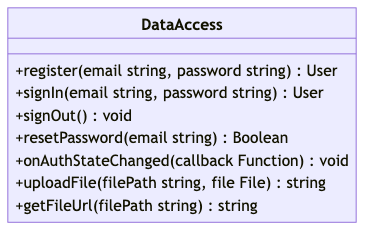 DataAccess
+register(email string, password string) : User
+signIn(email string, password string) : User
+signOut() : void
+resetPassword(email string) : Boolean
+onAuthStateChanged(callback Function) : void
+uploadFile(filePath string, file File) : string
+getFileUrl(filePath string) : string